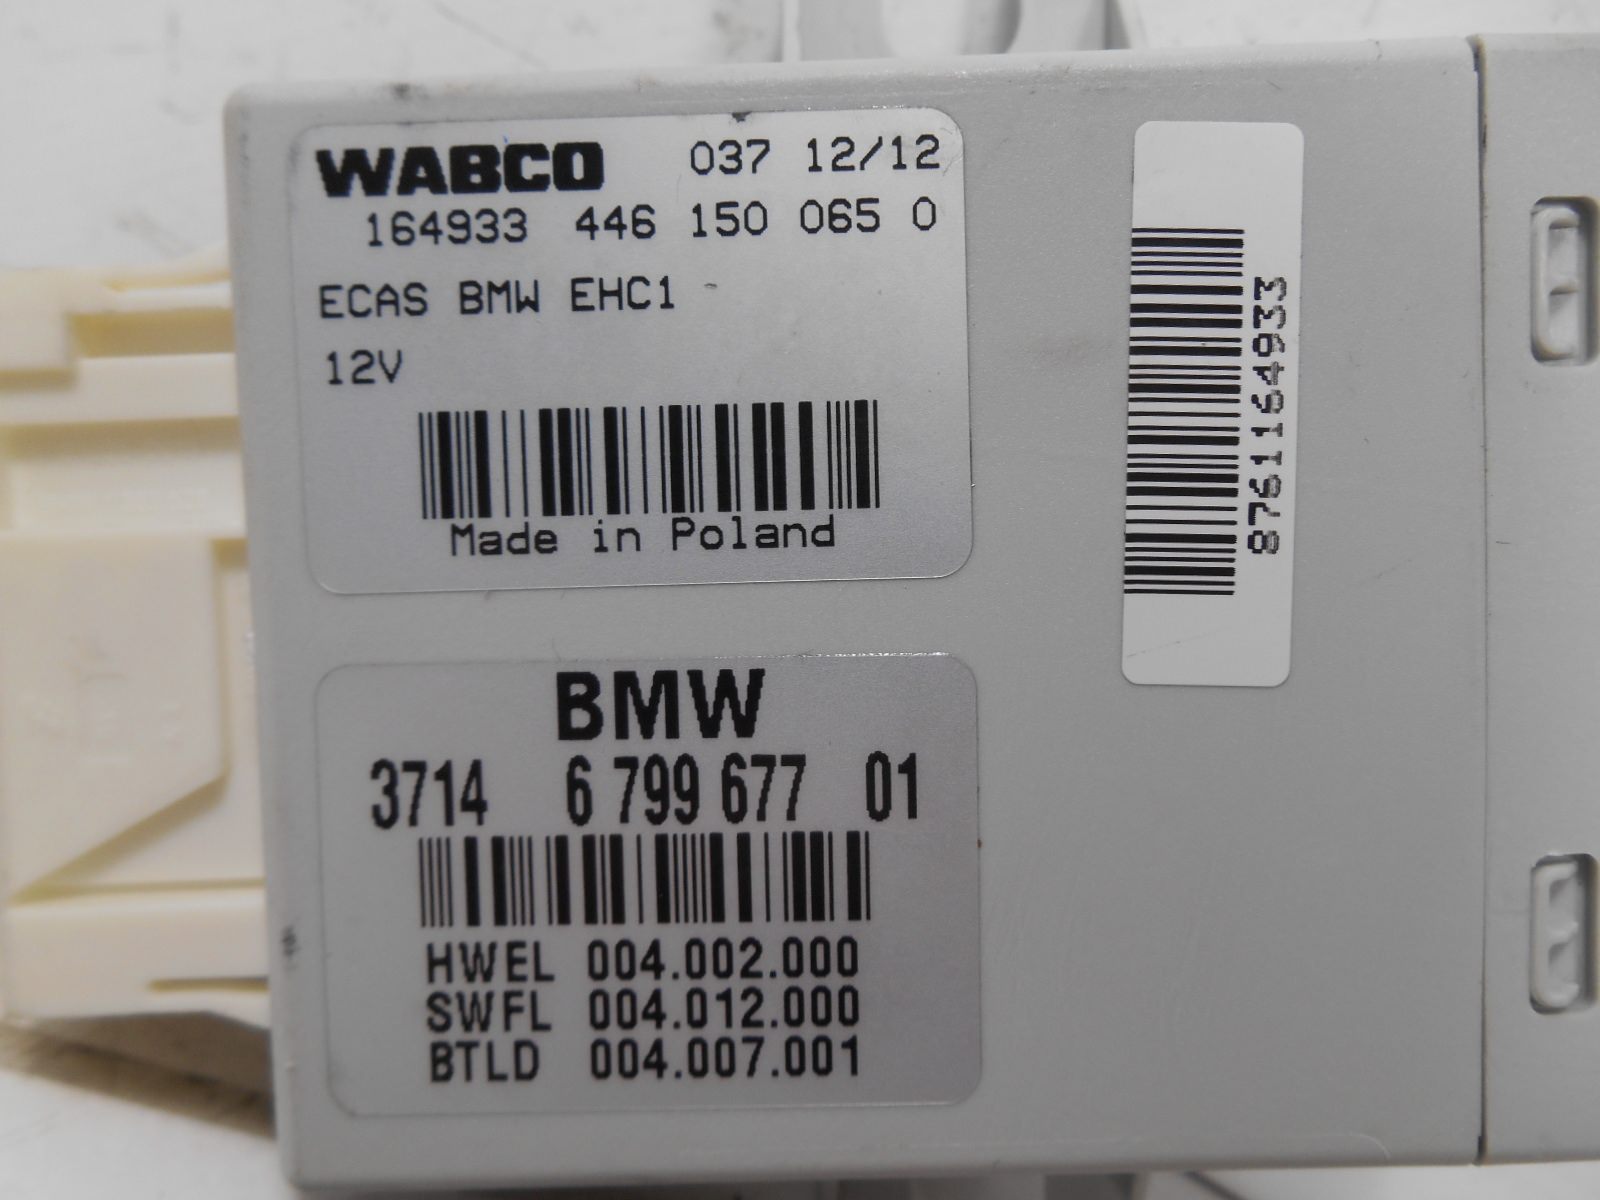 WABCO 037 12/12
164933 446 150 065 0
ECAS BMW EHC1
12V
Made in Poland
87611164933
BMW
3714 6 799 677 01
HWEL 004.002.000
SWFL 004.012.000
BTLD 004.007.001